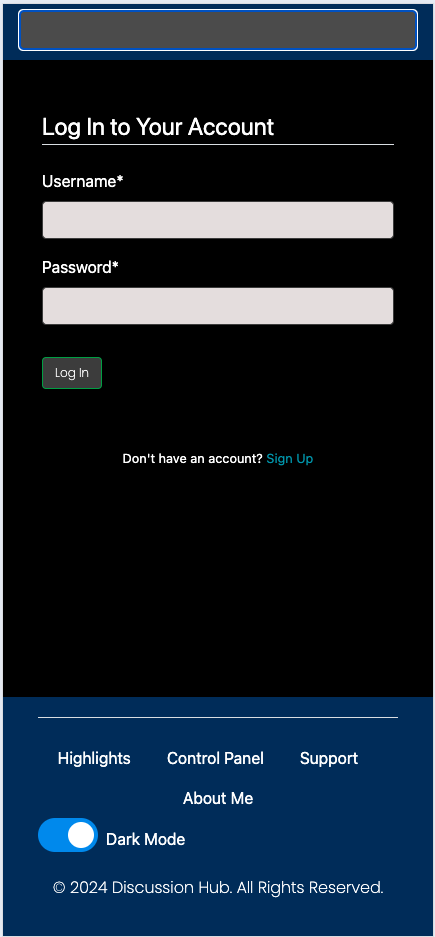 Log In to Your Account
Username*
Password*
Log In
Don't have an account? Sign Up
Highlights Control Panel Support
About Me
Dark Mode
© 2024 Discussion Hub. All Rights Reserved.